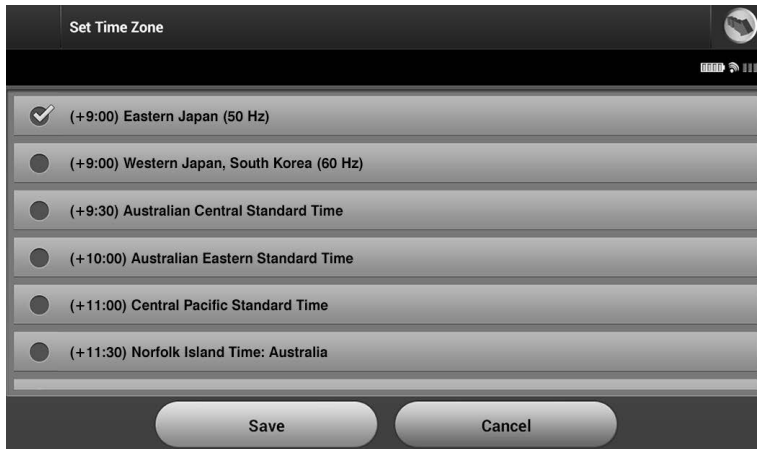 Set Time Zone
(+9:00) Eastern Japan (50 Hz)
(+9:00) Western Japan, South Korea (60 Hz)
(+9:30) Australian Central Standard Time
(+10:00) Australian Eastern Standard Time
(+11:00) Central Pacific Standard Time
(+11:30) Norfolk Island Time: Australia
Save Cancel